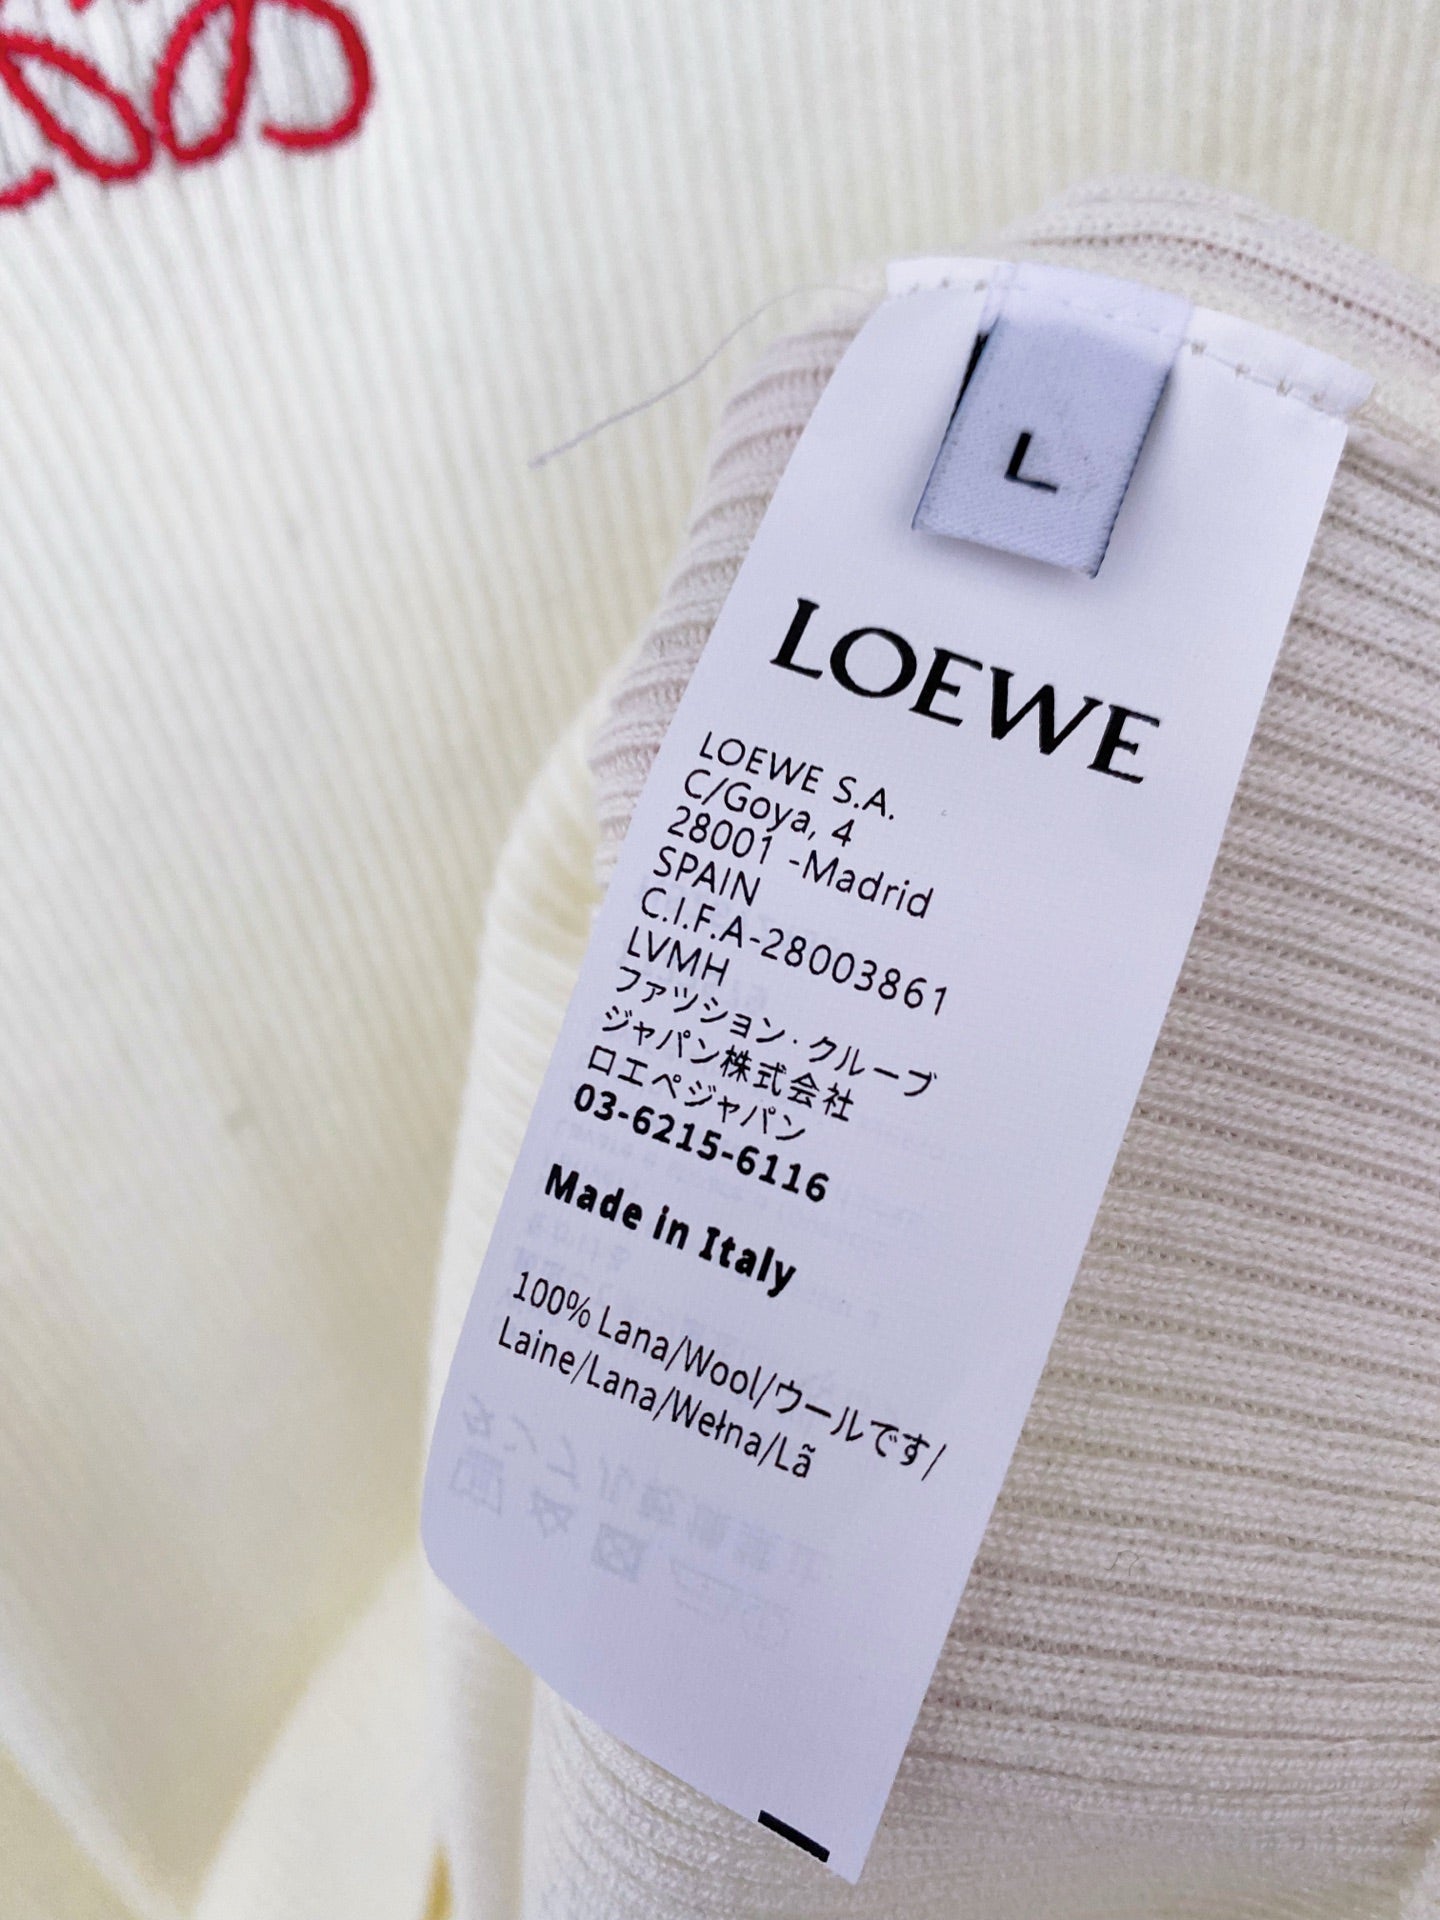 L
LOEWE
LOEWE S.A.
C/Goya, 4
28001 -Madrid
SPAIN
C.I.F.A-28003861
LVMH
ファッション·クルーブ
ジャパン株式会社
ロエペジャパン
03-6215-6116
Made in Italy
100% Lana/Wool/ウールです/
Laine/Lana/Wełna/Lã